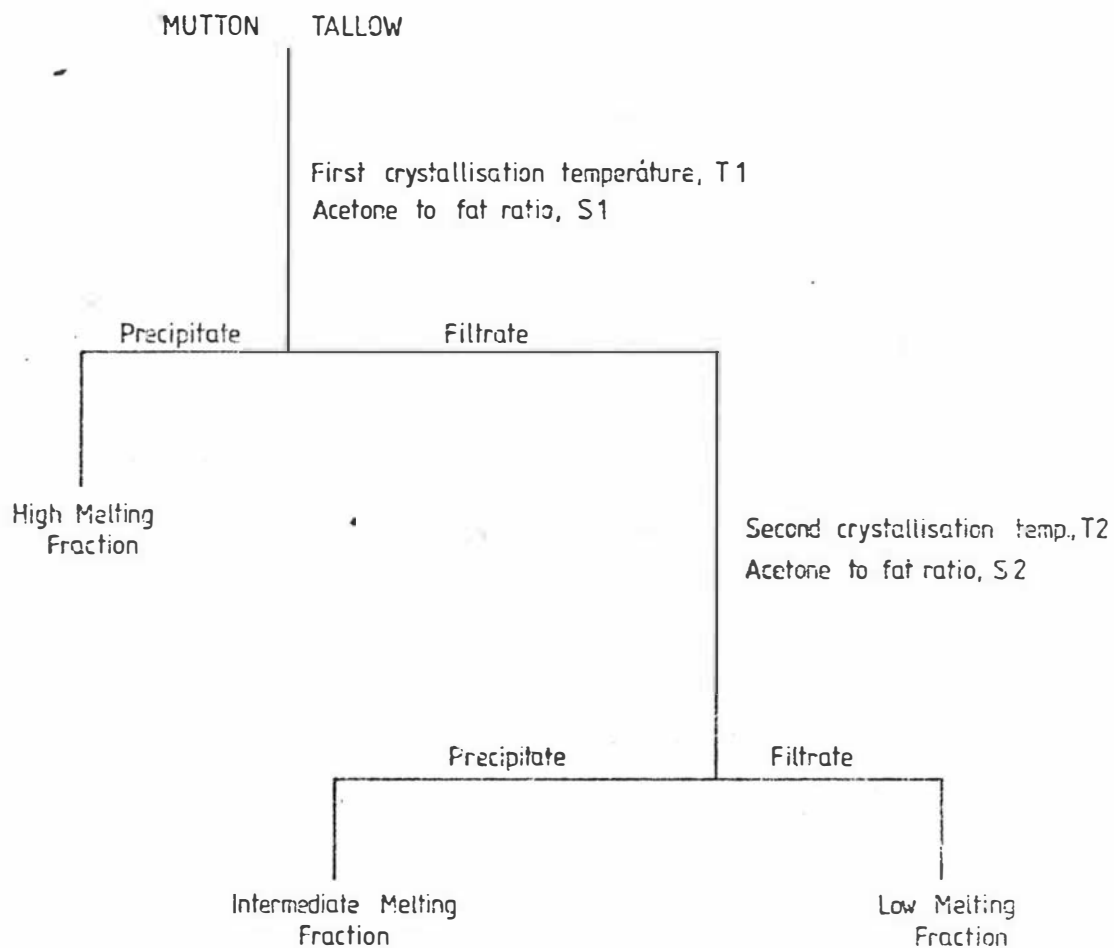 MUTTON TALLOW
First crystallisation temperature, T1
Acetone to fat ratio, S1
Precipitate
Filtrate
High Melting
Fraction
Second crystallisation temp., T2
Acetone to fat ratio, S2
Precipitate
Filtrate
Intermediate Melting
Fraction
Low Melting
Fraction